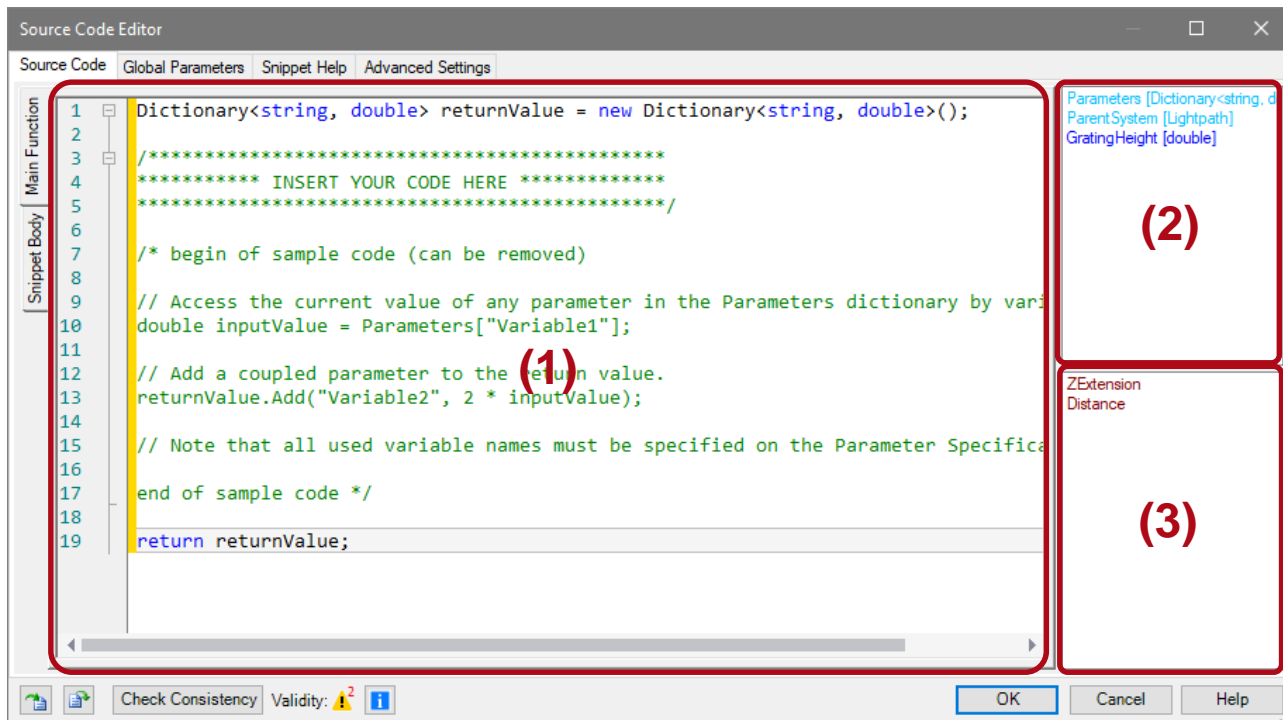 Source Code Editor
Source Code Global Parameters Snippet Help Advanced Settings
Main Function
Snippet Body
1 Dictionary<string, double> returnValue = new Dictionary<string, double>();
2
3 /***********************************************
4 *********** INSERT YOUR CODE HERE *************
5 ***********************************************/
6
7 /* begin of sample code (can be removed)
8
9 // Access the current value of any parameter in the Parameters dictionary by vari
10 double inputValue = Parameters["Variable1"];
11
12 // Add a coupled parameter to the return value.
13 returnValue.Add("Variable2", 2 * inputValue);
14
15 // Note that all used variable names must be specified on the Parameter Specifica
16
17 end of sample code */
18
19 return returnValue;
(1)
Parameters [Dictionary<string, d
ParentSystem [Lightpath]
GratingHeight [double]
(2)
ZExtension
Distance
(3)
Check Consistency Validity: 2 i OK Cancel Help